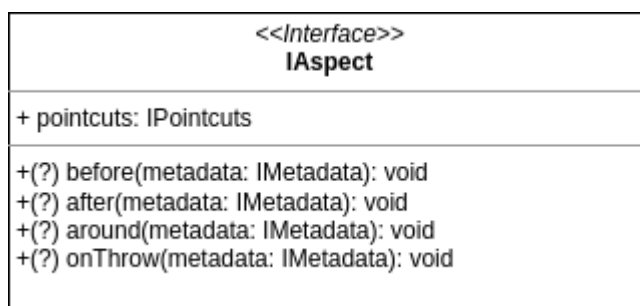 <<Interface>>
IAspect
+ pointcuts: IPointcuts
+(?) before(metadata: IMetadata): void
+(?) after(metadata: IMetadata): void
+(?) around(metadata: IMetadata): void
+(?) onThrow(metadata: IMetadata): void